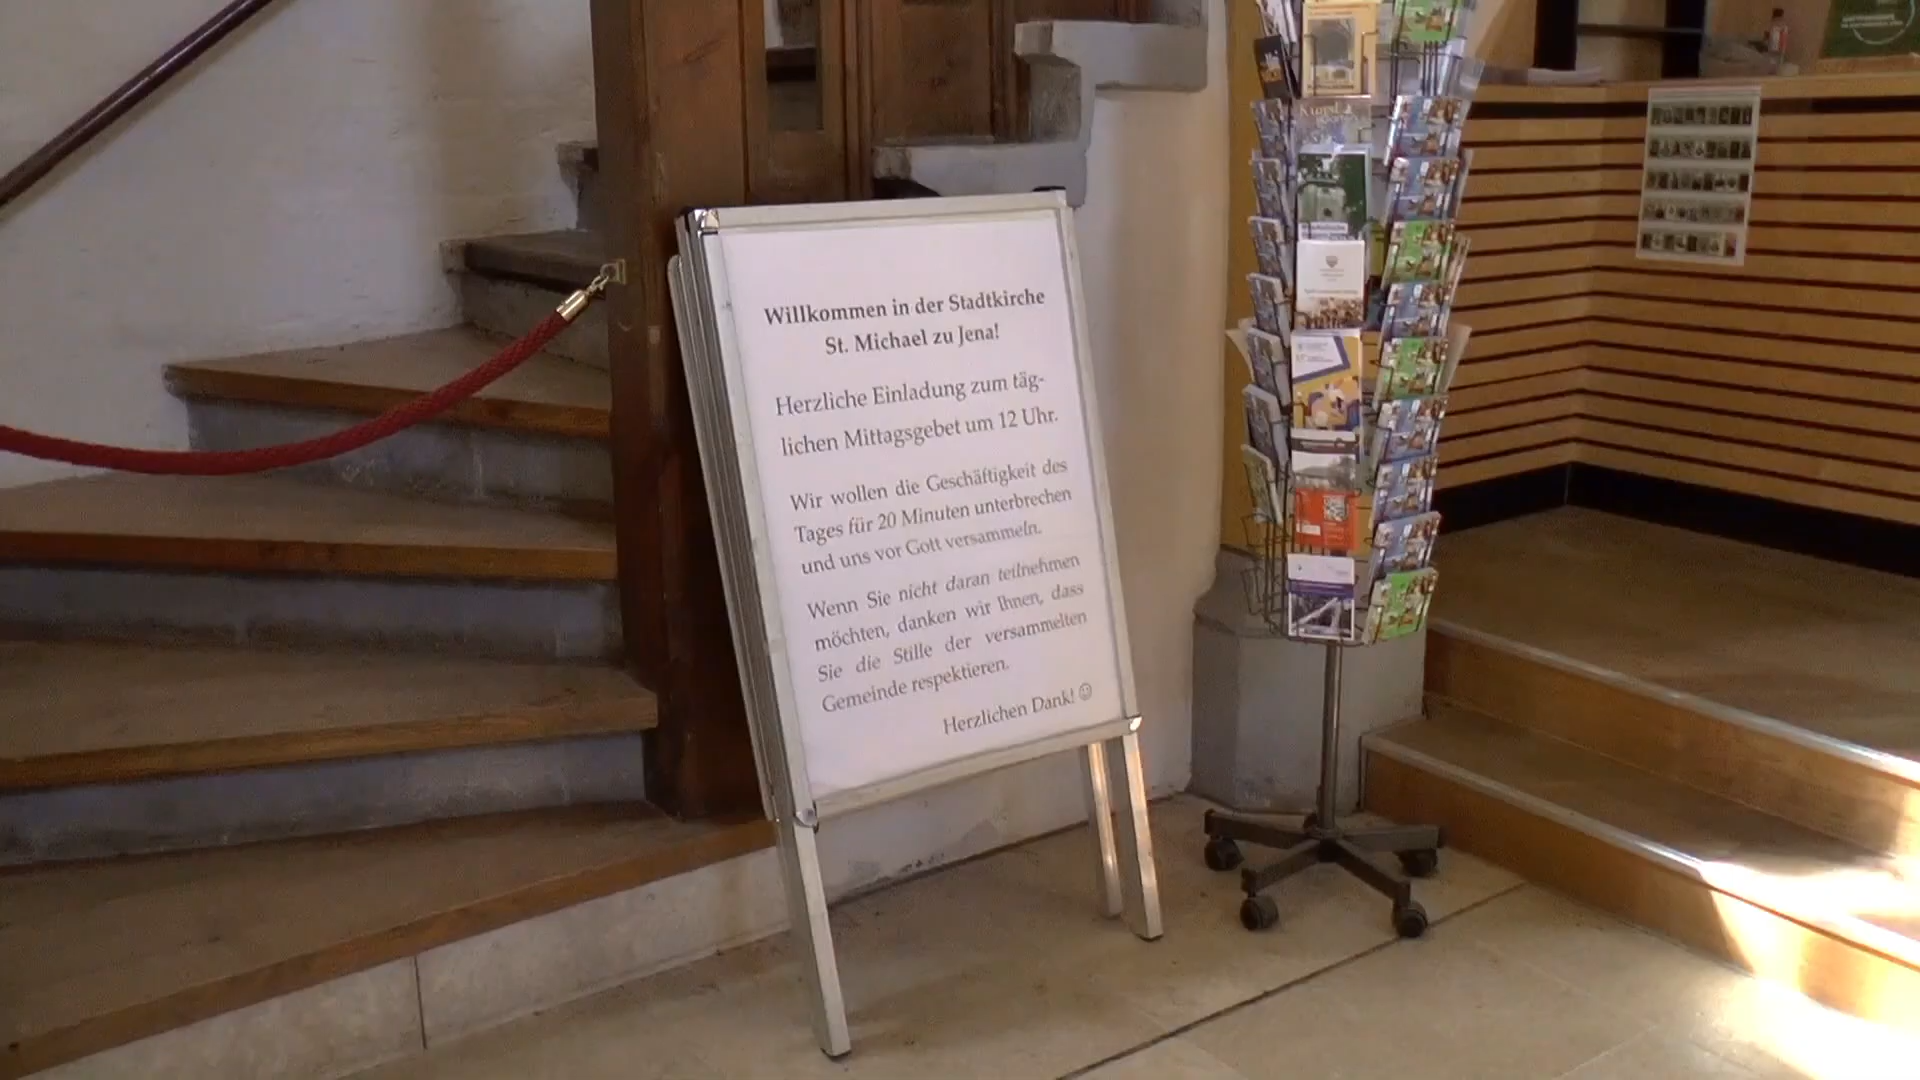 Willkommen in der Stadtkirche
St. Michael zu Jena!
Herzliche Einladung zum täg-
lichen Mittagsgebet um 12 Uhr.
Wir wollen die Geschäftigkeit des
Tages für 20 Minuten unterbrechen
und uns vor Gott versammeln.
Wenn Sie nicht daran teilnehmen
möchten, danken wir Ihnen, dass
Sie die Stille der versammelten
Gemeinde respektieren.
Herzlichen Dank! ☺